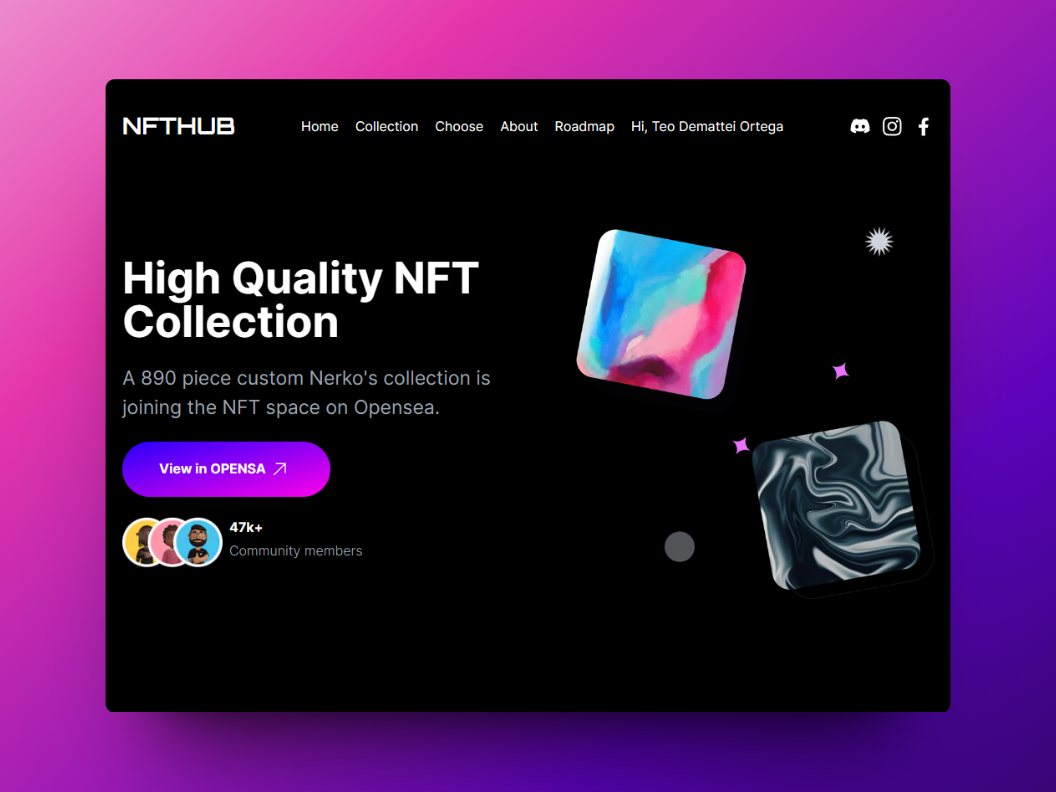 NFTHUB
Home Collection Choose About Roadmap Hi, Teo Demattei Ortega
High Quality NFT
Collection
A 890 piece custom Nerko's collection is
joining the NFT space on Opensea.
View in OPENSA
47k+
Community members